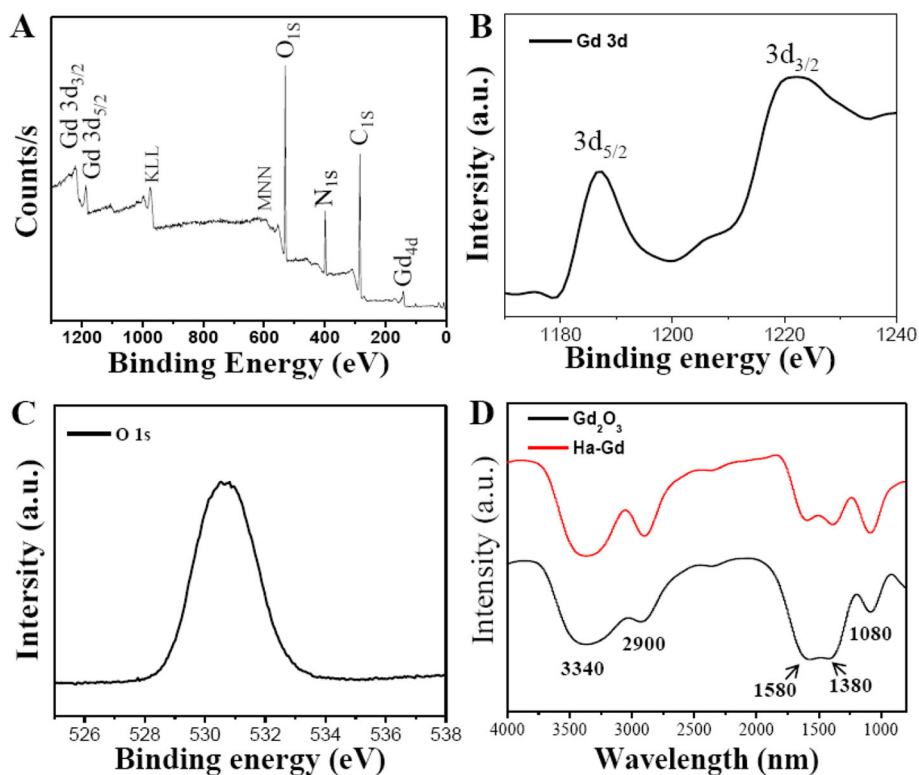 A
Counts/s
Gd 3d3/2
Gd 3d5/2
KLL
MNN
O1s
N1s
C1s
Gd4d
1200 1000 800 600 400 200 0
Binding Energy (eV)
B
Gd 3d
3d5/2
3d3/2
Intersity (a.u.)
1180 1200 1220 1240
Binding energy (eV)
C
O 1s
Intersity (a.u.)
526 528 530 532 534 536 538
Binding energy (eV)
D
Gd2O3
Ha-Gd
Intensity (a.u.)
3340
2900
1580
1380
1080
4000 3500 3000 2500 2000 1500 1000
Wavelength (nm)